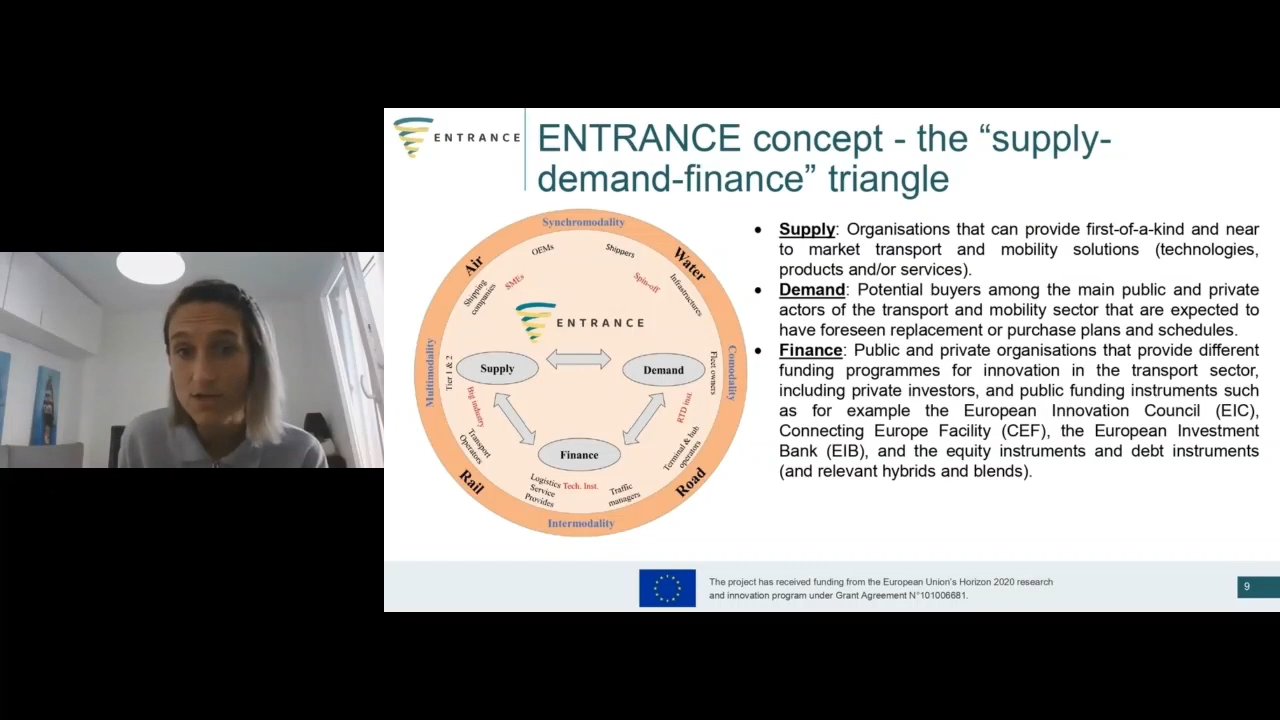 ENTRANCE
ENTRANCE concept - the “supply-
demand-finance” triangle
Synchromodality
Air
Water
OEMs
Shippers
SMEs
Spin-off
Shipping
companies
Infrastructures
ENTRANCE
Multimodality
Comodality
Tier 1 & 2
Fleet owners
Supply
Demand
Big industry
RTD inst
Finance
Transport
Operators
Terminal & hub
operators
Rail
Road
Logistics
Service
Provides
Tech. Inst.
Traffic
managers
Intermodality
• Supply: Organisations that can provide first-of-a-kind and near
to market transport and mobility solutions (technologies,
products and/or services).
• Demand: Potential buyers among the main public and private
actors of the transport and mobility sector that are expected to
have foreseen replacement or purchase plans and schedules.
• Finance: Public and private organisations that provide different
funding programmes for innovation in the transport sector,
including private investors, and public funding instruments such
as for example the European Innovation Council (EIC),
Connecting Europe Facility (CEF), the European Investment
Bank (EIB), and the equity instruments and debt instruments
(and relevant hybrids and blends).
The project has received funding from the European Union's Horizon 2020 research
and innovation program under Grant Agreement N°101006681.
9